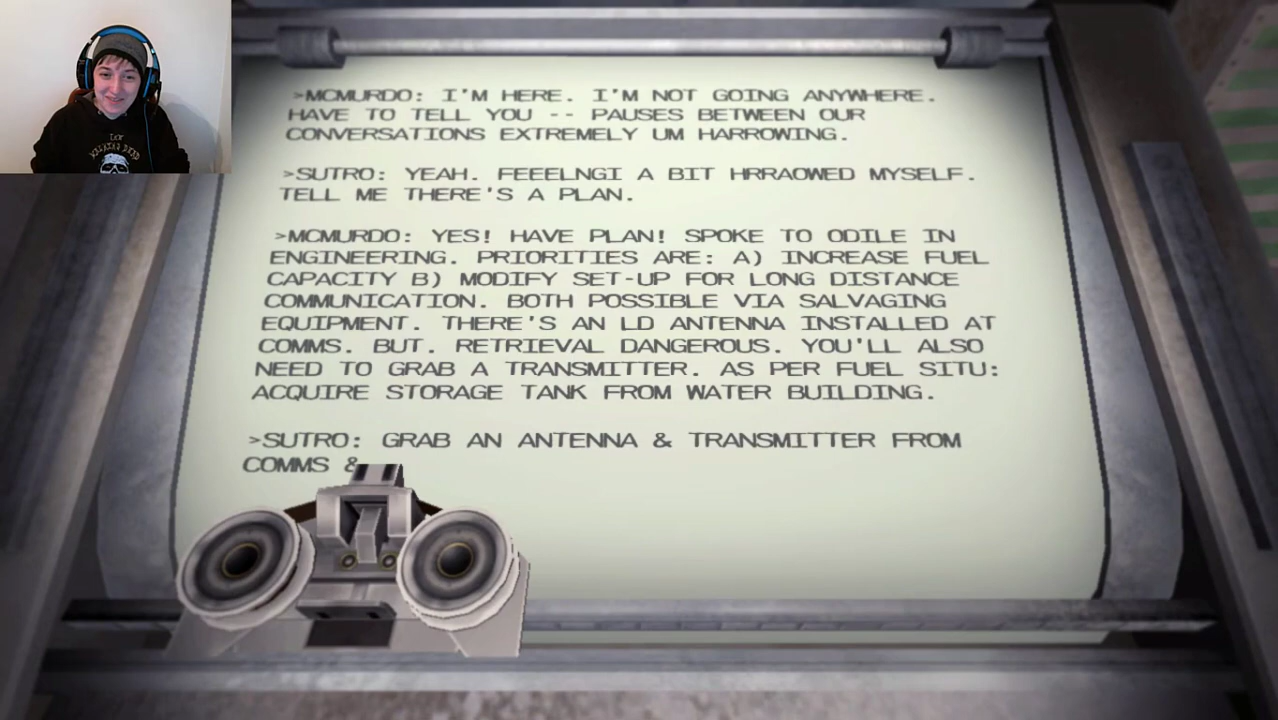 >MCMURDO: I'M HERE. I'M NOT GOING ANYWHERE.
HAVE TO TELL YOU -- PAUSES BETWEEN OUR
CONVERSATIONS EXTREMELY UM HARROWING.
>SUTRO: YEAH. FEEELNGI A BIT HRRAOWED MYSELF.
TELL ME THERE'S A PLAN.
>MCMURDO: YES! HAVE PLAN! SPOKE TO ODILE IN
ENGINEERING. PRIORITIES ARE: A) INCREASE FUEL
CAPACITY B) MODIFY SET-UP FOR LONG DISTANCE
COMMUNICATION. BOTH POSSIBLE VIA SALVAGING
EQUIPMENT. THERE'S AN LD ANTENNA INSTALLED AT
COMMS. BUT. RETRIEVAL DANGEROUS. YOU'LL ALSO
NEED TO GRAB A TRANSMITTER. AS PER FUEL SITU:
ACQUIRE STORAGE TANK FROM WATER BUILDING.
>SUTRO: GRAB AN ANTENNA & TRANSMITTER FROM
COMMS &